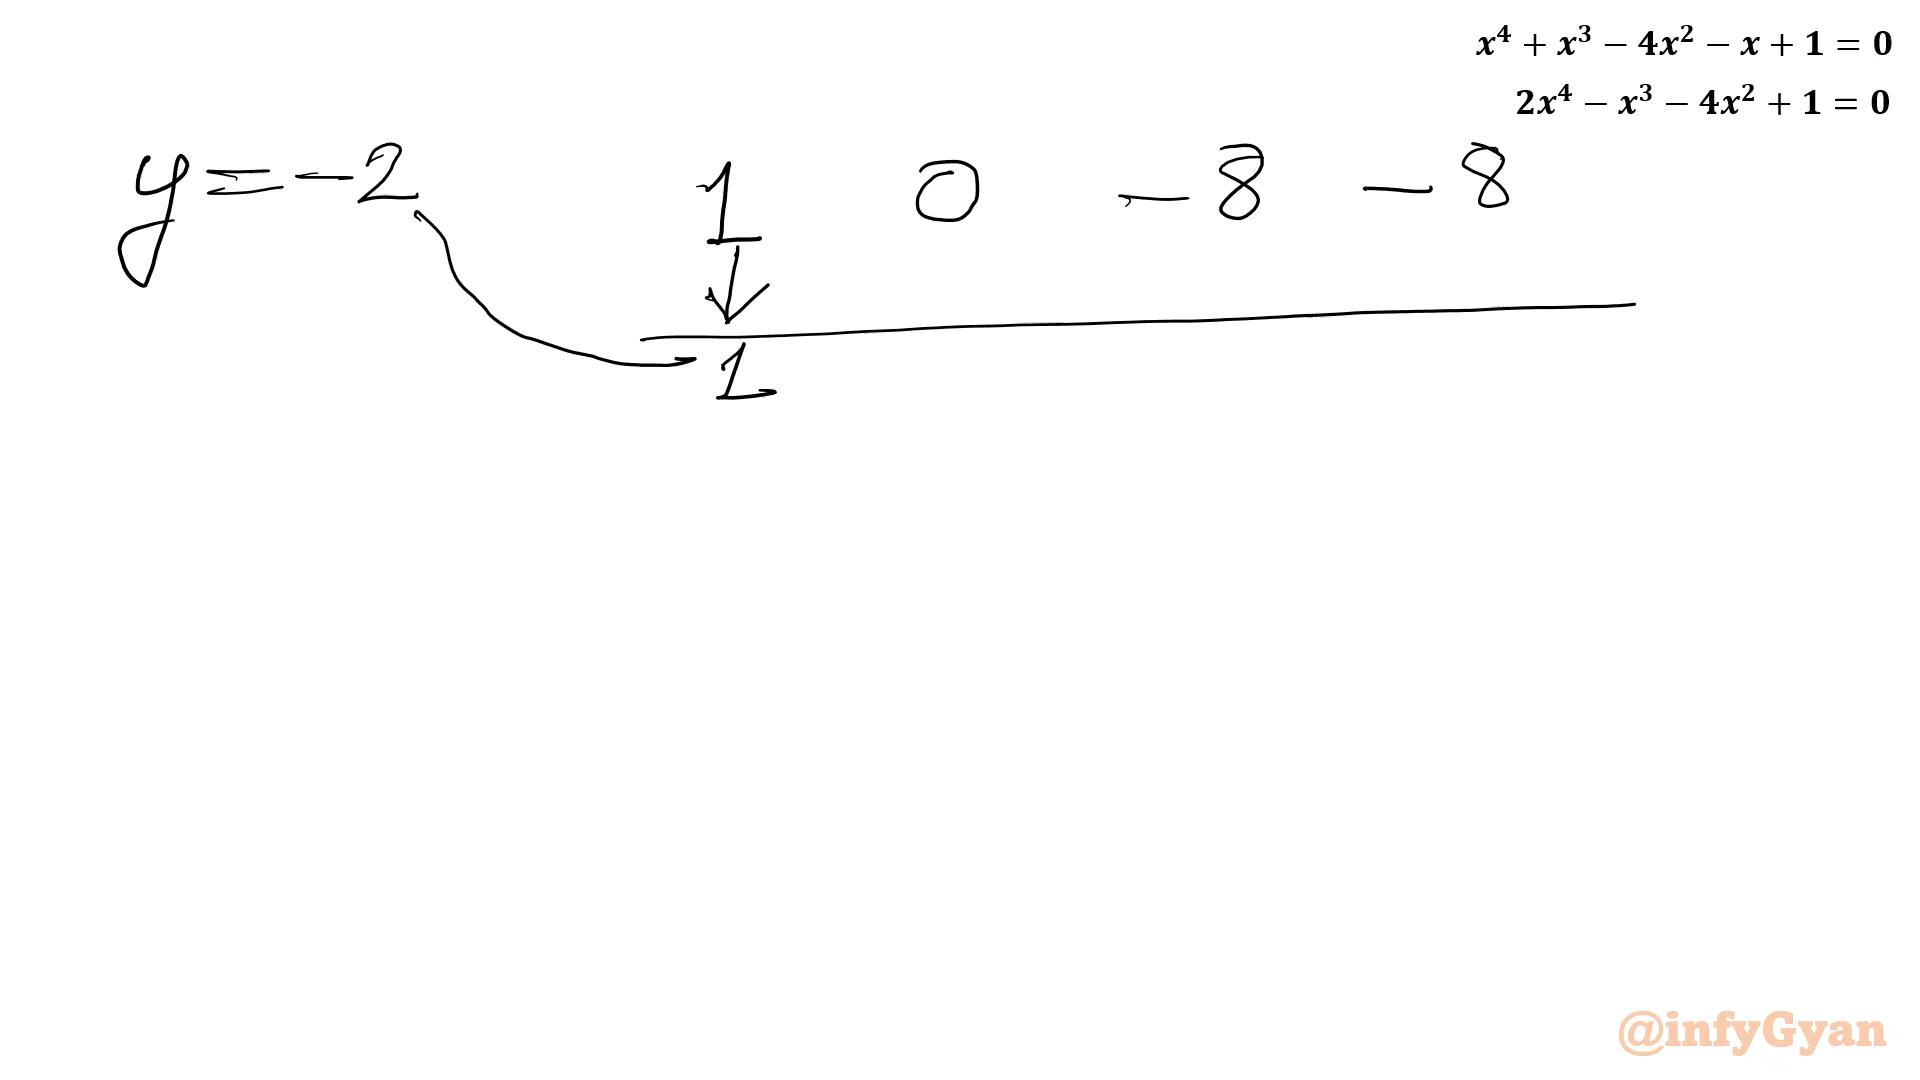 x⁴ + x³ − 4x² − x + 1 = 0
2x⁴ − x³ − 4x² + 1 = 0
y = −2 1 0 −8 −8
1
@infyGyan